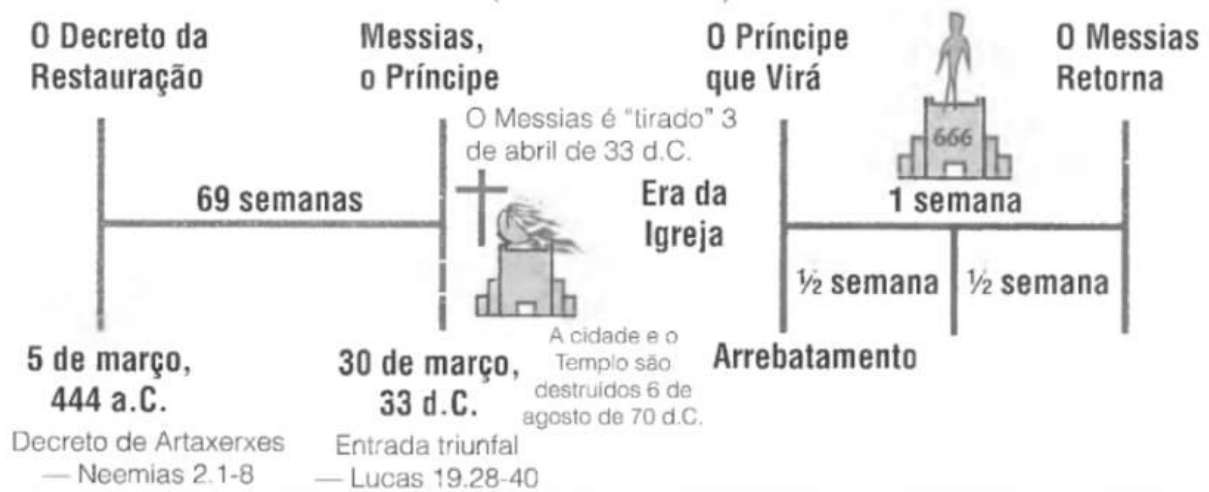 O Decreto da
Restauração
Messias,
o Príncipe
O Príncipe
que Virá
O Messias
Retorna
O Messias é "tirado" 3
de abril de 33 d.C.
666
69 semanas
Era da
Igreja
1 semana
½ semana
½ semana
A cidade e o
Templo são
destruídos 6 de
agosto de 70 d.C.
Arrebatamento
5 de março,
444 a.C.
30 de março,
33 d.C.
Decreto de Artaxerxes
— Neemias 2.1-8
Entrada triunfal
— Lucas 19.28-40